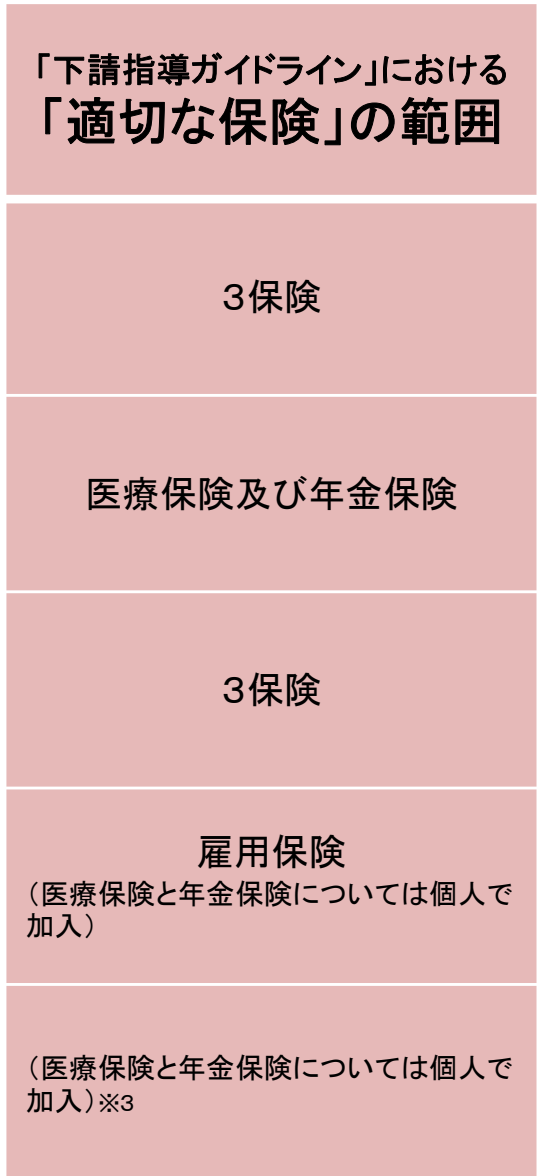 「下請指導ガイドライン」における
「適切な保険」の範囲
３保険
医療保険及び年金保険
３保険
雇用保険
（医療保険と年金保険については個人で
加入）
（医療保険と年金保険については個人で
加入）※3